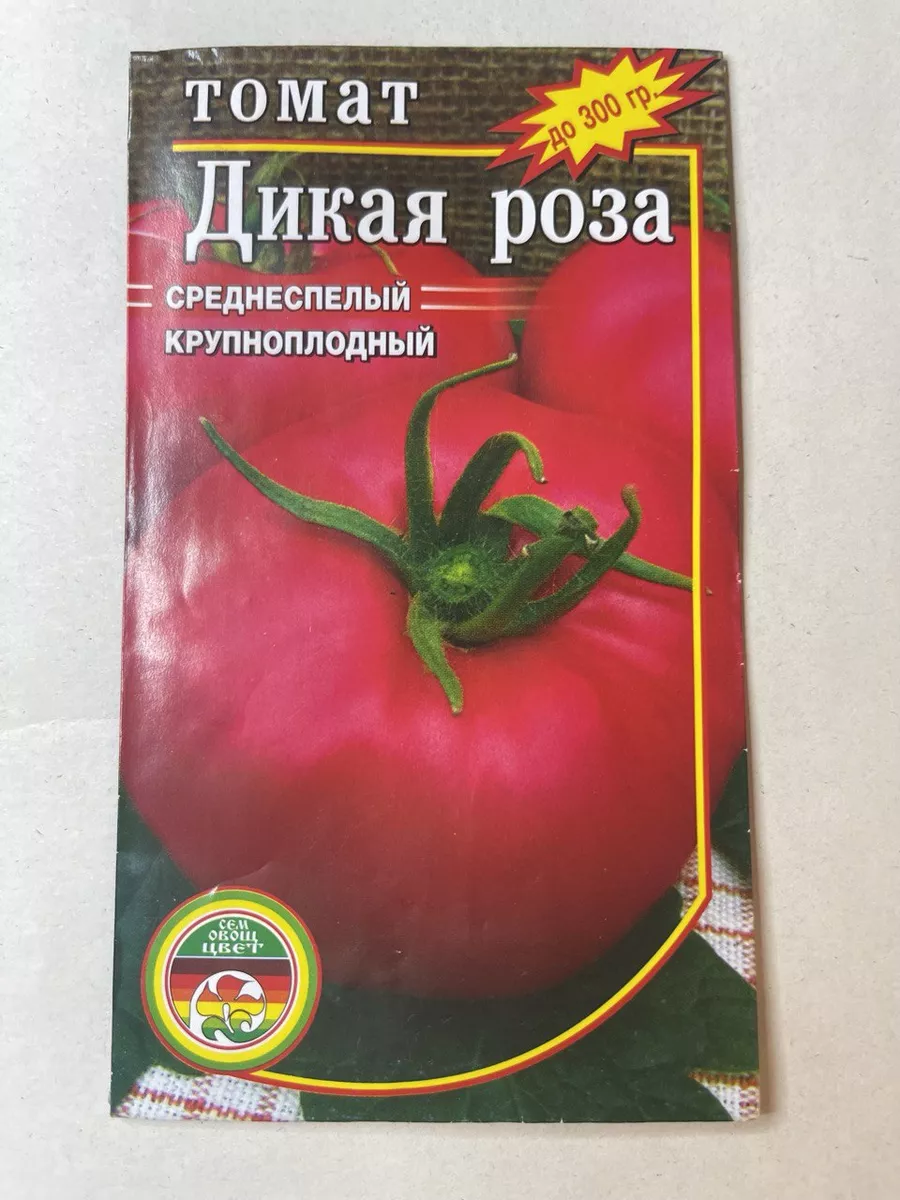 томат
до 300 гр.
Дикая роза
СРЕДНЕСПЕЛЫЙ
КРУПНОПЛОДНЫЙ
СЕМ
ОВОЩ
ЦВЕТ